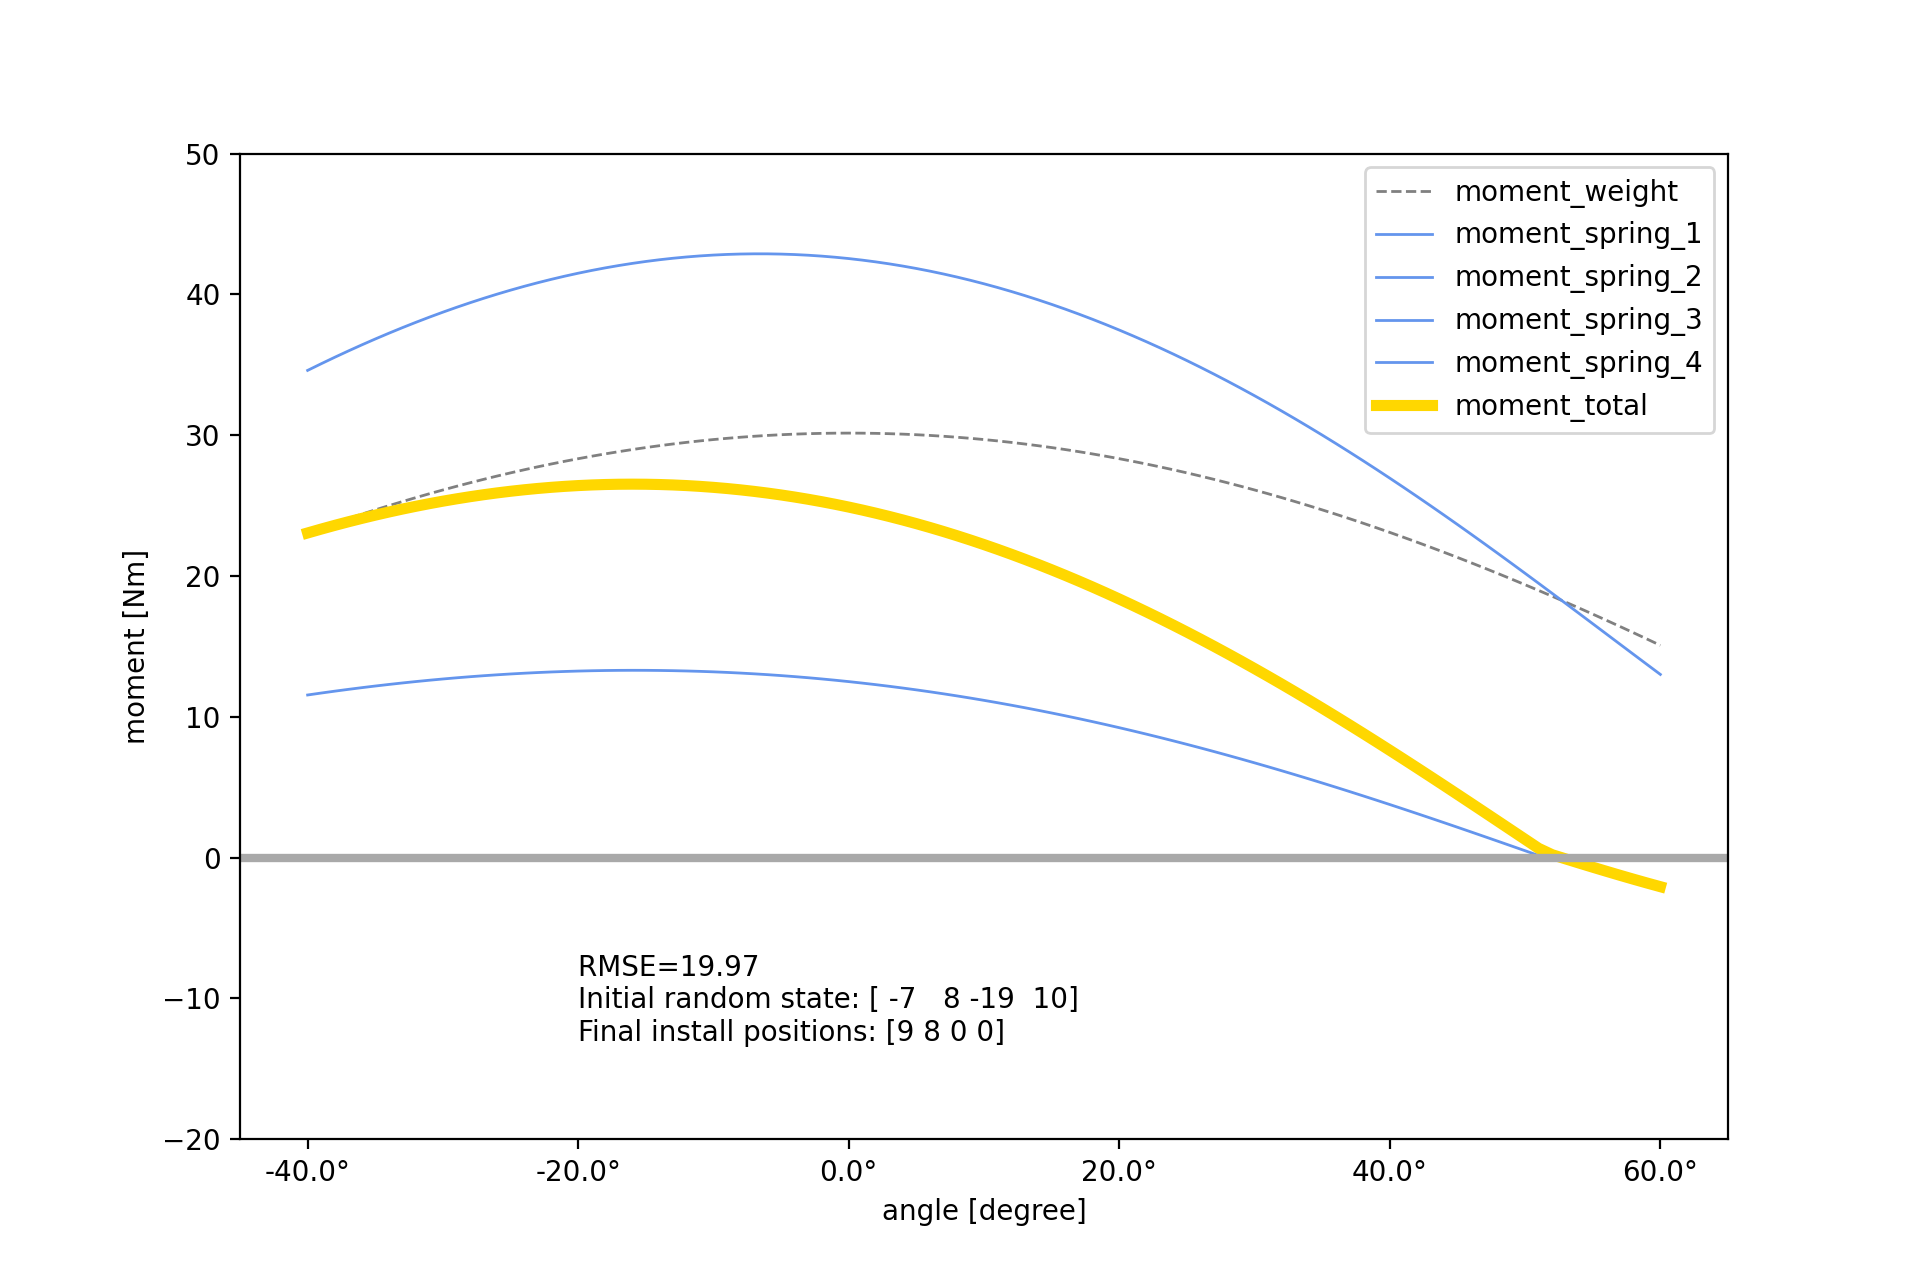 50
40
30
20
10
0
−10
−20
moment [Nm]
moment_weight
moment_spring_1
moment_spring_2
moment_spring_3
moment_spring_4
moment_total
RMSE=19.97
Initial random state: [ -7   8 -19  10]
Final install positions: [9 8 0 0]
-40.0° -20.0° 0.0° 20.0° 40.0° 60.0°
angle [degree]